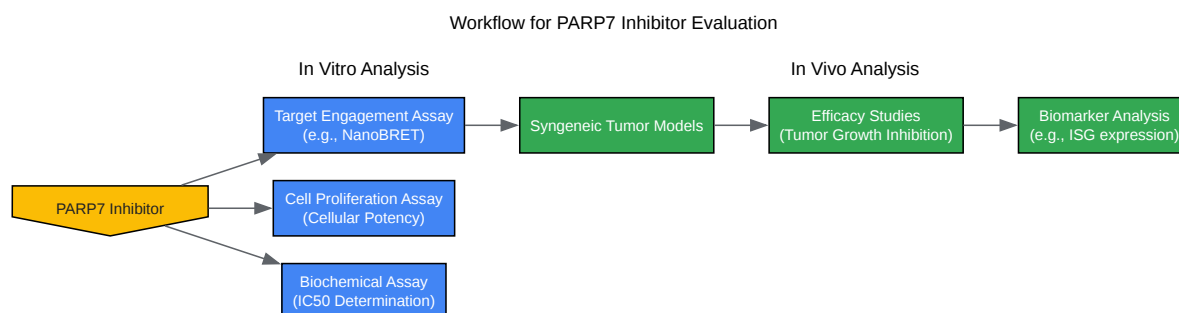 Workflow for PARP7 Inhibitor Evaluation
In Vitro Analysis
In Vivo Analysis
Target Engagement Assay
(e.g., NanoBRET)
Syngeneic Tumor Models
Efficacy Studies
(Tumor Growth Inhibition)
Biomarker Analysis
(e.g., ISG expression)
PARP7 Inhibitor
Cell Proliferation Assay
(Cellular Potency)
Biochemical Assay
(IC50 Determination)